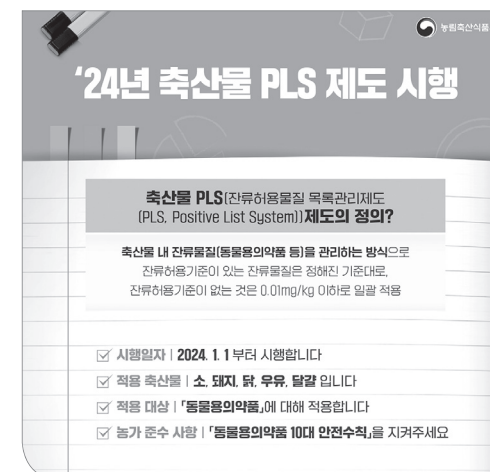 농림축산식품
‘24년 축산물 PLS 제도 시행
축산물 PLS(잔류허용물질 목록관리제도
(PLS, Positive List System))제도의 정의?
축산물 내 잔류물질(동물용의약품 등)을 관리하는 방식으로
잔류허용기준이 있는 잔류물질은 정해진 기준대로,
잔류허용기준이 없는 것은 0.01mg/kg 이하로 일괄 적용
시행일자 | 2024. 1. 1 부터 시행합니다
적용 축산물 | 소, 돼지, 닭, 우유, 달걀 입니다
적용 대상 | 「동물용의약품」에 대해 적용합니다
농가 준수 사항 | 「동물용의약품 10대 안전수칙」을 지켜주세요